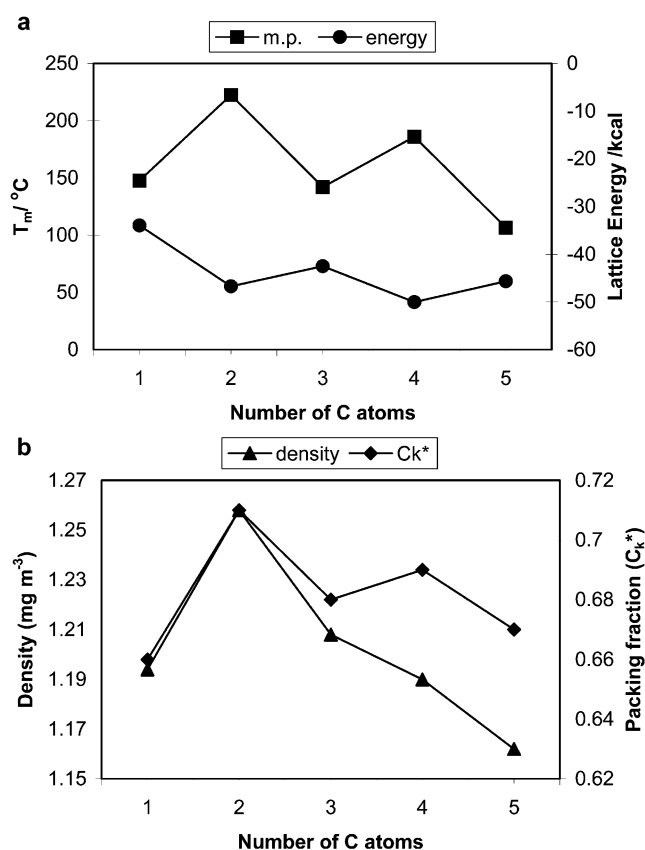 a
m.p. energy
250
200
150
100
50
0
Tm/ °C
0
-10
-20
-30
-40
-50
-60
Lattice Energy /kcal
1 2 3 4 5
Number of C atoms
b
density Ck*
1.27
1.25
1.23
1.21
1.19
1.17
1.15
Density (mg m-3)
0.72
0.7
0.68
0.66
0.64
0.62
Packing fraction (Ck*)
1 2 3 4 5
Number of C atoms